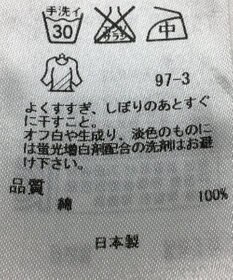 手洗イ
30
エンソ
サラシ
中
97-3
よくすすぎ、しぼりのあとすぐ
に干すこと。
オフ白や生成り、淡色のものに
は蛍光増白剤配合の洗剤はお避
け下さい。
品質
綿 100%
日本製